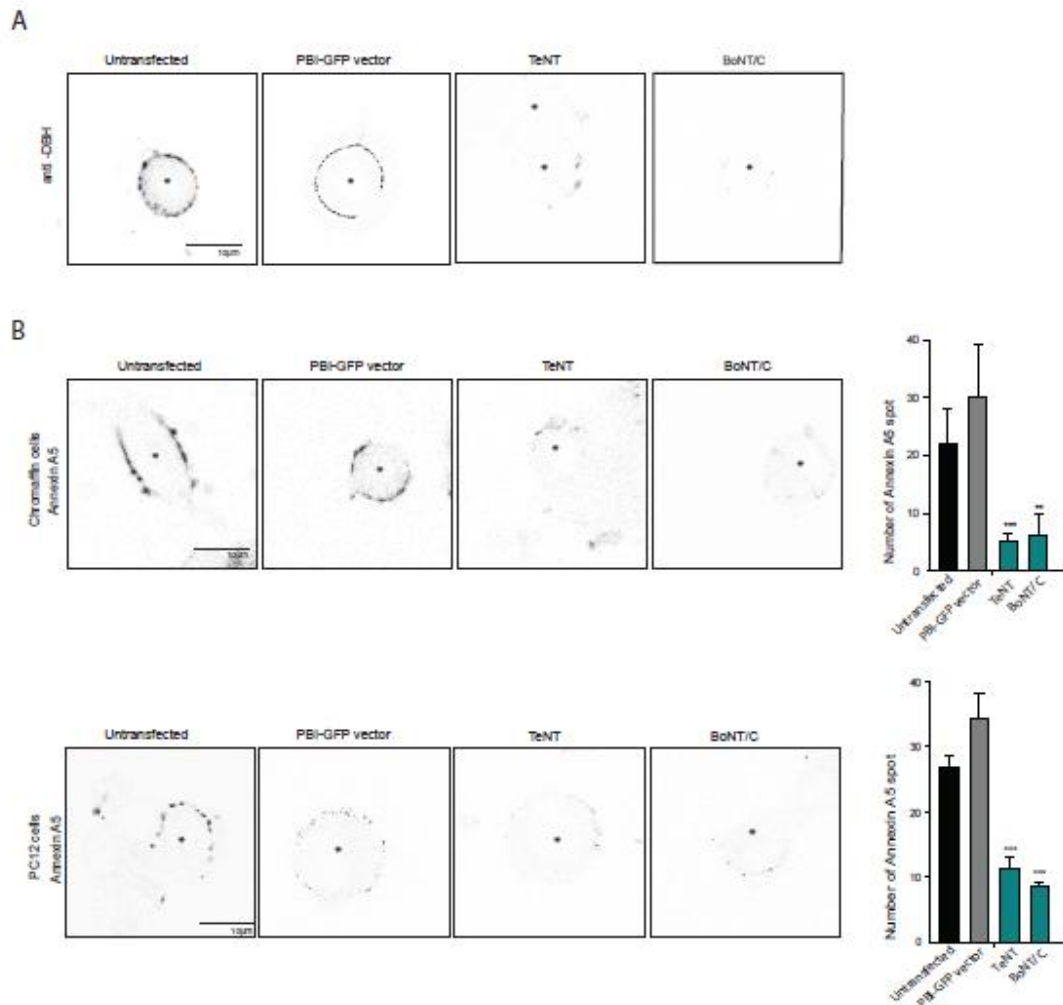 A
Untransfected PBI-GFP vector TeNT BoNT/C
anti -DBH
10µm
B
Untransfected PBI-GFP vector TeNT BoNT/C
Chromaffin cells
Annexin A5
10µm
Number of Annexin A5 spot
40
30
20
10
0
*** **
Untransfected PBI-GFP vector TeNT BoNT/C
Untransfected PBI-GFP vector TeNT BoNT/C
PC12 cells
Annexin A5
10µm
Number of Annexin A5 spot
40
30
20
10
0
*** ***
Untransfected PBI-GFP vector TeNT BoNT/C